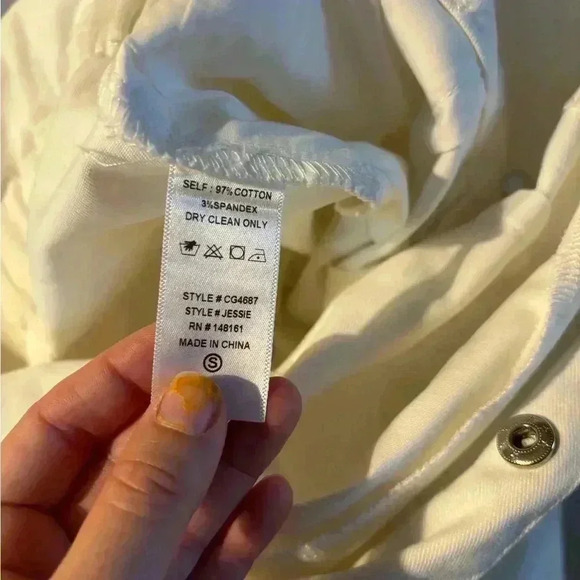 SELF : 97% COTTON
3%SPANDEX
DRY CLEAN ONLY
STYLE # CG4687
STYLE # JESSIE
RN # 148161
MADE IN CHINA
S